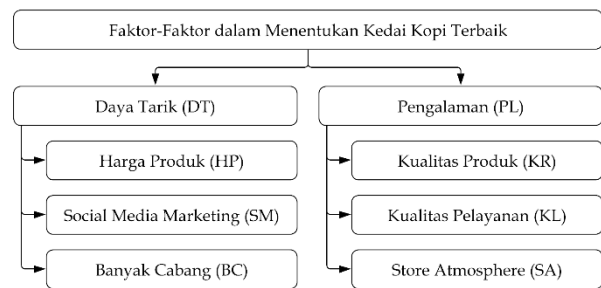 Faktor-Faktor dalam Menentukan Kedai Kopi Terbaik
Daya Tarik (DT)
Harga Produk (HP)
Social Media Marketing (SM)
Banyak Cabang (BC)
Pengalaman (PL)
Kualitas Produk (KR)
Kualitas Pelayanan (KL)
Store Atmosphere (SA)